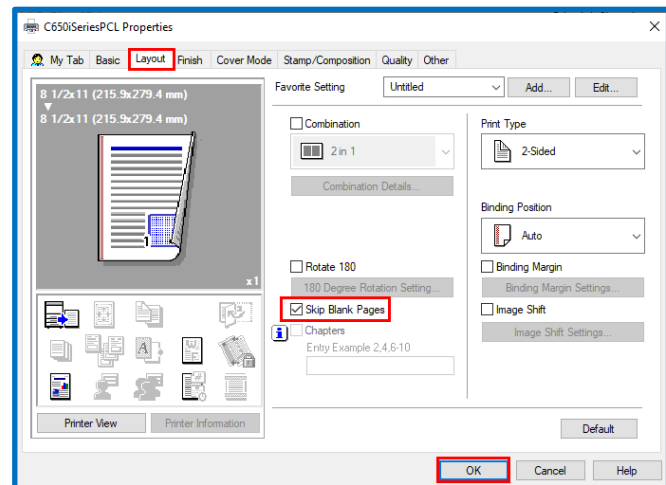 C650iSeriesPCL Properties
My Tab Basic Layout Finish Cover Mode Stamp/Composition Quality Other
8 1/2x11 (215.9x279.4 mm)
8 1/2x11 (215.9x279.4 mm)
1
x1
Printer View Printer Information
Favorite Setting Untitled Add... Edit...
Combination
2 in 1
Combination Details...
Rotate 180
180 Degree Rotation Setting...
Skip Blank Pages
Chapters
Entry Example 2,4,6-10
Print Type
2-Sided
Binding Position
Auto
Binding Margin
Binding Margin Settings...
Image Shift
Image Shift Settings...
Default
OK Cancel Help